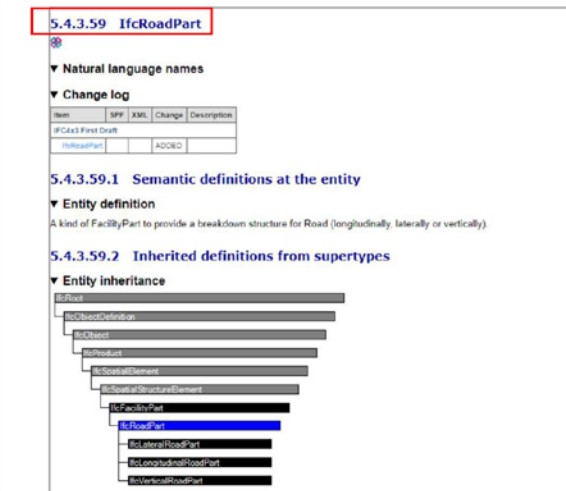 5.4.3.59 IfcRoadPart
▼ Natural language names
▼ Change log
Item SPF XML Change Description
IFC4x3 First Draft
IfcRoadPart ADDED
5.4.3.59.1 Semantic definitions at the entity
▼ Entity definition
A kind of FacilityPart to provide a breakdown structure for Road (longitudinally, laterally or vertically).
5.4.3.59.2 Inherited definitions from supertypes
▼ Entity inheritance
IfcRoot
IfcObjectDefinition
IfcObject
IfcProduct
IfcSpatialElement
IfcSpatialStructureElement
IfcFacilityPart
IfcRoadPart
IfcLateralRoadPart
IfcLongitudinalRoadPart
IfcVerticalRoadPart